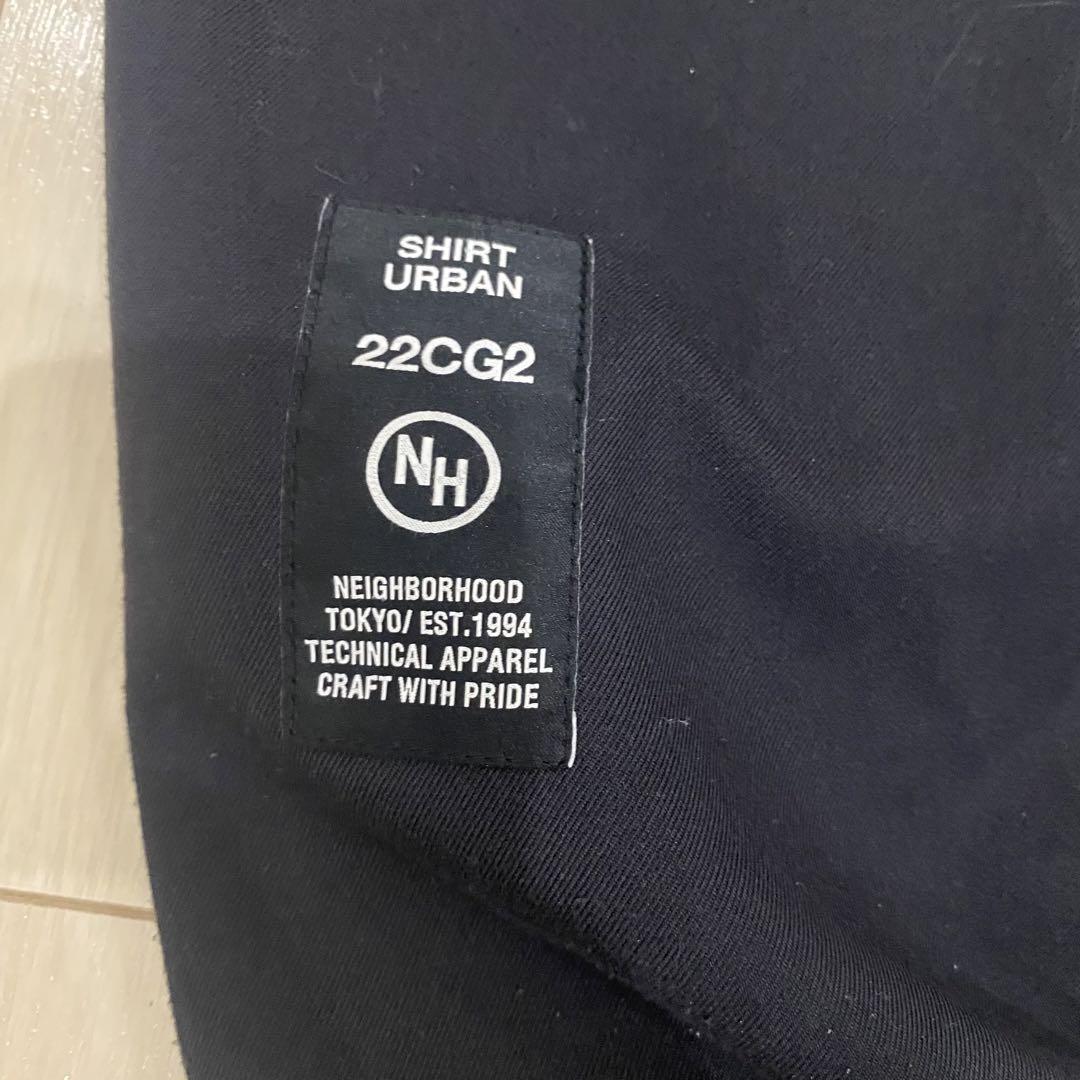 SHIRT
URBAN
22CG2
NH
NEIGHBORHOOD
TOKYO/ EST.1994
TECHNICAL APPAREL
CRAFT WITH PRIDE